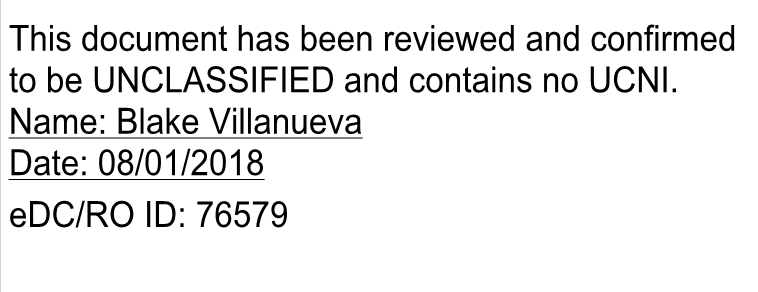 This document has been reviewed and confirmed
to be UNCLASSIFIED and contains no UCNI.
Name: Blake Villanueva
Date: 08/01/2018
eDC/RO ID: 76579